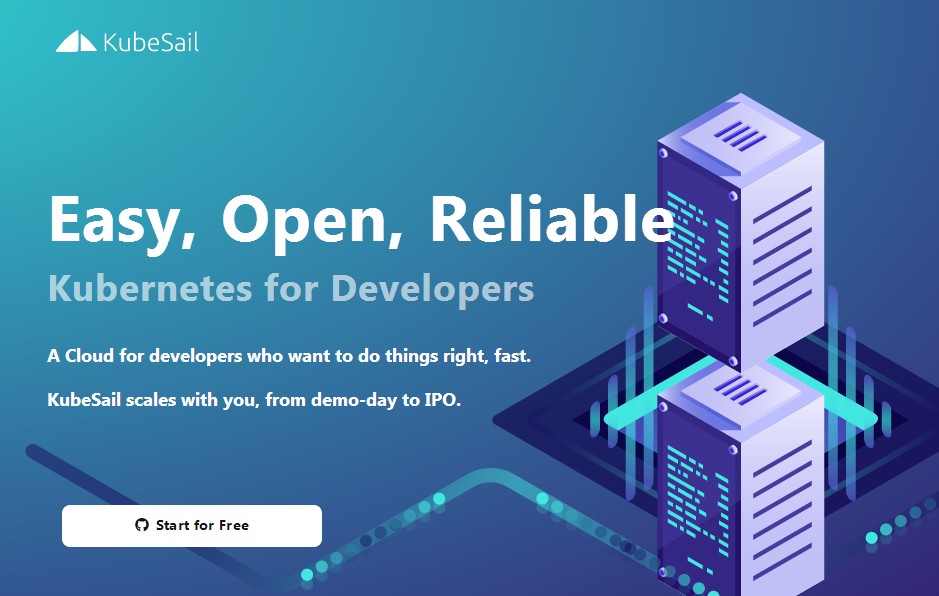 KubeSail
Easy, Open, Reliable
Kubernetes for Developers
A Cloud for developers who want to do things right, fast.
KubeSail scales with you, from demo-day to IPO.
Start for Free